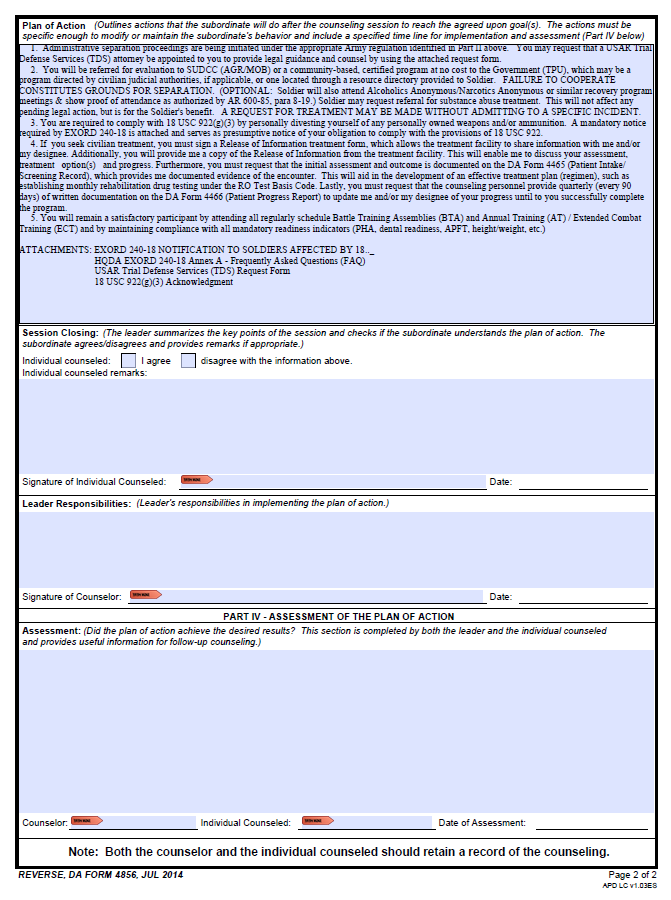 Plan of Action (Outlines actions that the subordinate will do after the counseling session to reach the agreed upon goal(s). The actions must be
specific enough to modify or maintain the subordinate's behavior and include a specified time line for implementation and assessment (Part IV below)
1. Administrative separation proceedings are being initiated under the appropriate Army regulation identified in Part II above. You may request that a USAR Trial
Defense Services (TDS) attorney be appointed to you to provide legal guidance and counsel by using the attached request form.
2. You will be referred for evaluation to SUDCC (AGR/MOB) or a community-based, certified program at no cost to the Government (TPU), which may be a
program directed by civilian judicial authorities, if applicable, or one located through a resource directory provided to Soldier. FAILURE TO COOPERATE
CONSTITUTES GROUNDS FOR SEPARATION. (OPTIONAL: Soldier will also attend Alcoholics Anonymous/Narcotics Anonymous or similar recovery program
meetings & show proof of attendance as authorized by AR 600-85, para 8-19.) Soldier may request referral for substance abuse treatment. This will not affect any
pending legal action, but is for the Soldier's benefit. A REQUEST FOR TREATMENT MAY BE MADE WITHOUT ADMITTING TO A SPECIFIC INCIDENT.
3. You are required to comply with 18 USC 922(g)(3) by personally divesting yourself of any personally owned weapons and/or ammunition. A mandatory notice
required by EXORD 240-18 is attached and serves as presumptive notice of your obligation to comply with the provisions of 18 USC 922.
4. If you seek civilian treatment, you must sign a Release of Information treatment form, which allows the treatment facility to share information with me and/or
my designee. Additionally, you will provide me a copy of the Release of Information from the treatment facility. This will enable me to discuss your assessment,
treatment option(s) and progress. Furthermore, you must request that the initial assessment and outcome is documented on the DA Form 4465 (Patient Intake/
Screening Record), which provides me documented evidence of the encounter. This will aid in the development of an effective treatment plan (regimen), such as
establishing monthly rehabilitation drug testing under the RO Test Basis Code. Lastly, you must request that the counseling personnel provide quarterly (every 90
days) of written documentation on the DA Form 4466 (Patient Progress Report) to update me and/or my designee of your progress until to you successfully complete
the program.
5. You will remain a satisfactory participant by attending all regularly schedule Battle Training Assemblies (BTA) and Annual Training (AT) / Extended Combat
Training (ECT) and by maintaining compliance with all mandatory readiness indicators (PHA, dental readiness, APFT, height/weight, etc.)
ATTACHMENTS: EXORD 240-18 NOTIFICATION TO SOLDIERS AFFECTED BY 18.._
HQDA EXORD 240-18 Annex A - Frequently Asked Questions (FAQ)
USAR Trial Defense Services (TDS) Request Form
18 USC 922(g)(3) Acknowledgment
Session Closing: (The leader summarizes the key points of the session and checks if the subordinate understands the plan of action. The
subordinate agrees/disagrees and provides remarks if appropriate.)
Individual counseled: I agree disagree with the information above.
Individual counseled remarks:
Signature of Individual Counseled: Date:
Leader Responsibilities: (Leader's responsibilities in implementing the plan of action.)
Signature of Counselor: Date:
PART IV - ASSESSMENT OF THE PLAN OF ACTION
Assessment: (Did the plan of action achieve the desired results? This section is completed by both the leader and the individual counseled
and provides useful information for follow-up counseling.)
Counselor: Individual Counseled: Date of Assessment:
Note: Both the counselor and the individual counseled should retain a record of the counseling.
REVERSE, DA FORM 4856, JUL 2014 Page 2 of 2
APD LC v1.03ES